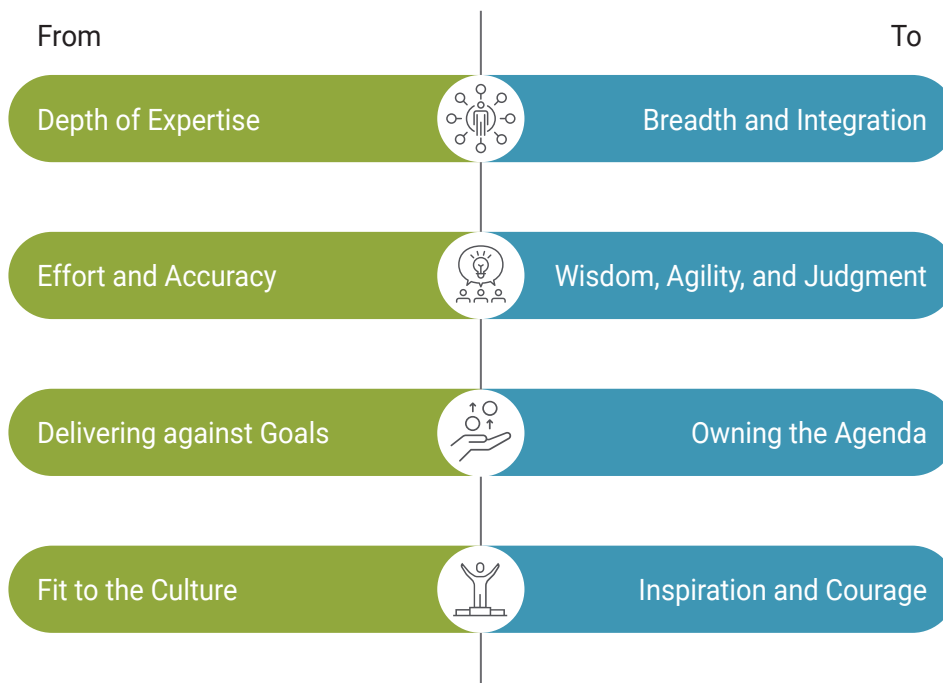 From
To
Depth of Expertise
Breadth and Integration
Effort and Accuracy
Wisdom, Agility, and Judgment
Delivering against Goals
Owning the Agenda
Fit to the Culture
Inspiration and Courage